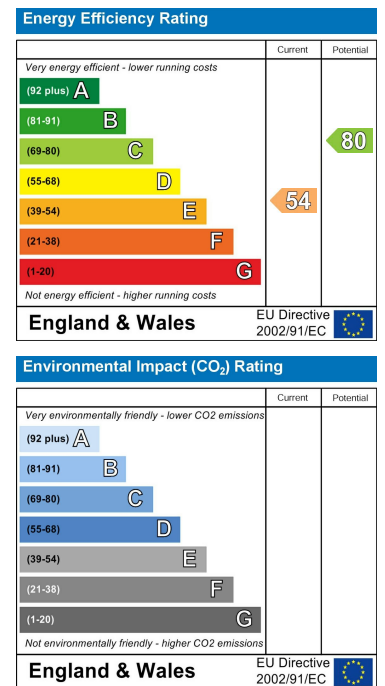 Energy Efficiency Rating
Current Potential
Very energy efficient - lower running costs
(92 plus) A
(81-91) B
(69-80) C
(55-68) D
(39-54) E
(21-38) F
(1-20) G
80
54
Not energy efficient - higher running costs
England & Wales
EU Directive
2002/91/EC
Environmental Impact (CO₂) Rating
Current Potential
Very environmentally friendly - lower CO2 emissions
(92 plus) A
(81-91) B
(69-80) C
(55-68) D
(39-54) E
(21-38) F
(1-20) G
Not environmentally friendly - higher CO2 emissions
England & Wales
EU Directive
2002/91/EC